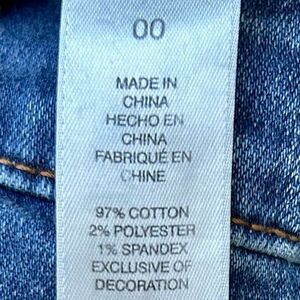 00
MADE IN
CHINA
HECHO EN
CHINA
FABRIQUÉ EN
CHINE
97% COTTON
2% POLYESTER
1% SPANDEX
EXCLUSIVE OF
DECORATION